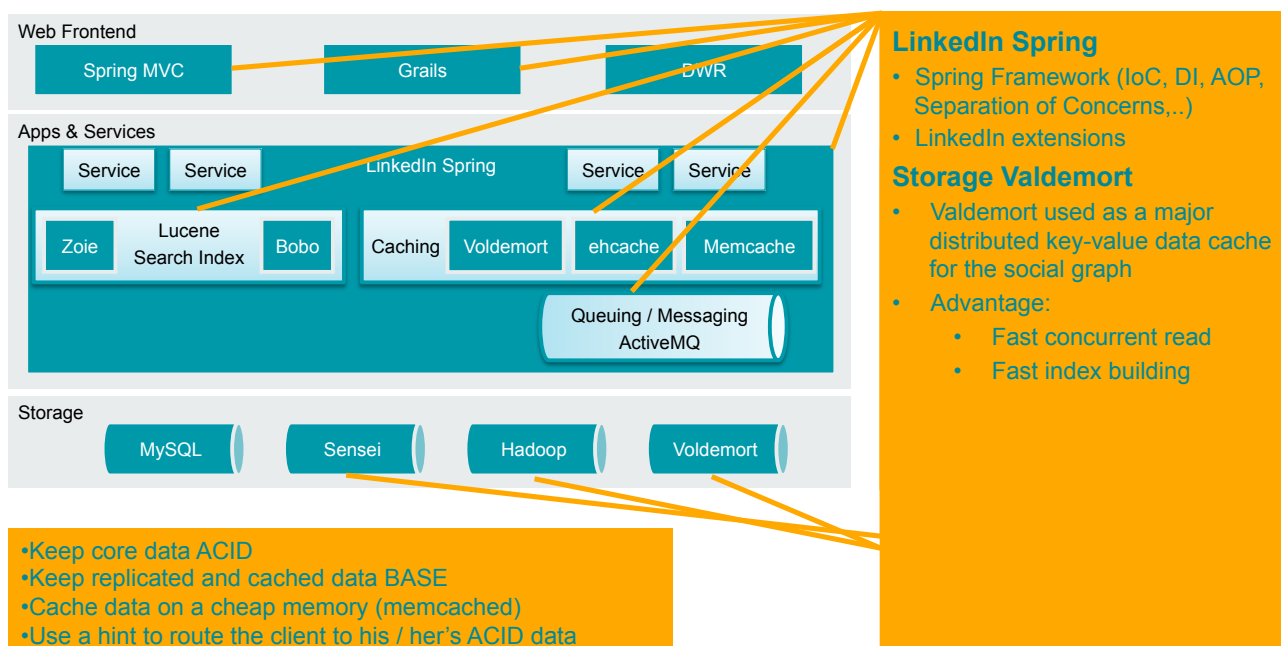 Web Frontend
Spring MVC
Grails
DWR
Apps & Services
Service
Service
LinkedIn Spring
Service
Service
Zoie
Lucene
Search Index
Bobo
Caching
Voldemort
ehcache
Memcache
Queuing / Messaging
ActiveMQ
Storage
MySQL
Sensei
Hadoop
Voldemort
•Keep core data ACID
•Keep replicated and cached data BASE
•Cache data on a cheap memory (memcached)
•Use a hint to route the client to his / her's ACID data
LinkedIn Spring
• Spring Framework (IoC, DI, AOP,
Separation of Concerns,..)
• LinkedIn extensions
Storage Valdemort
• Valdemort used as a major
distributed key-value data cache
for the social graph
• Advantage:
• Fast concurrent read
• Fast index building